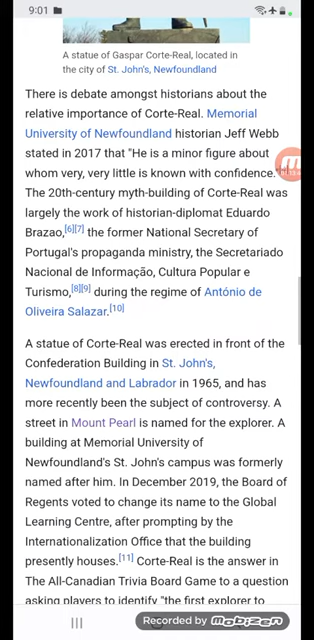 9:01
A statue of Gaspar Corte-Real, located in
the city of St. John's, Newfoundland
There is debate amongst historians about the
relative importance of Corte-Real. Memorial
University of Newfoundland historian Jeff Webb
stated in 2017 that "He is a minor figure about
whom very, very little is known with confidence."
The 20th-century myth-building of Corte-Real was
largely the work of historian-diplomat Eduardo
Brazao,[6][7] the former National Secretary of
Portugal's propaganda ministry, the Secretariado
Nacional de Informação, Cultura Popular e
Turismo,[8][9] during the regime of António de
Oliveira Salazar.[10]
A statue of Corte-Real was erected in front of the
Confederation Building in St. John's,
Newfoundland and Labrador in 1965, and has
more recently been the subject of controversy. A
street in Mount Pearl is named for the explorer. A
building at Memorial University of
Newfoundland's St. John's campus was formerly
named after him. In December 2019, the Board of
Regents voted to change its name to the Global
Learning Centre, after prompting by the
Internationalization Office that the building
presently houses.[11] Corte-Real is the answer in
The All-Canadian Trivia Board Game to a question
asking players to identify "the first explorer to
Recorded by mobizen